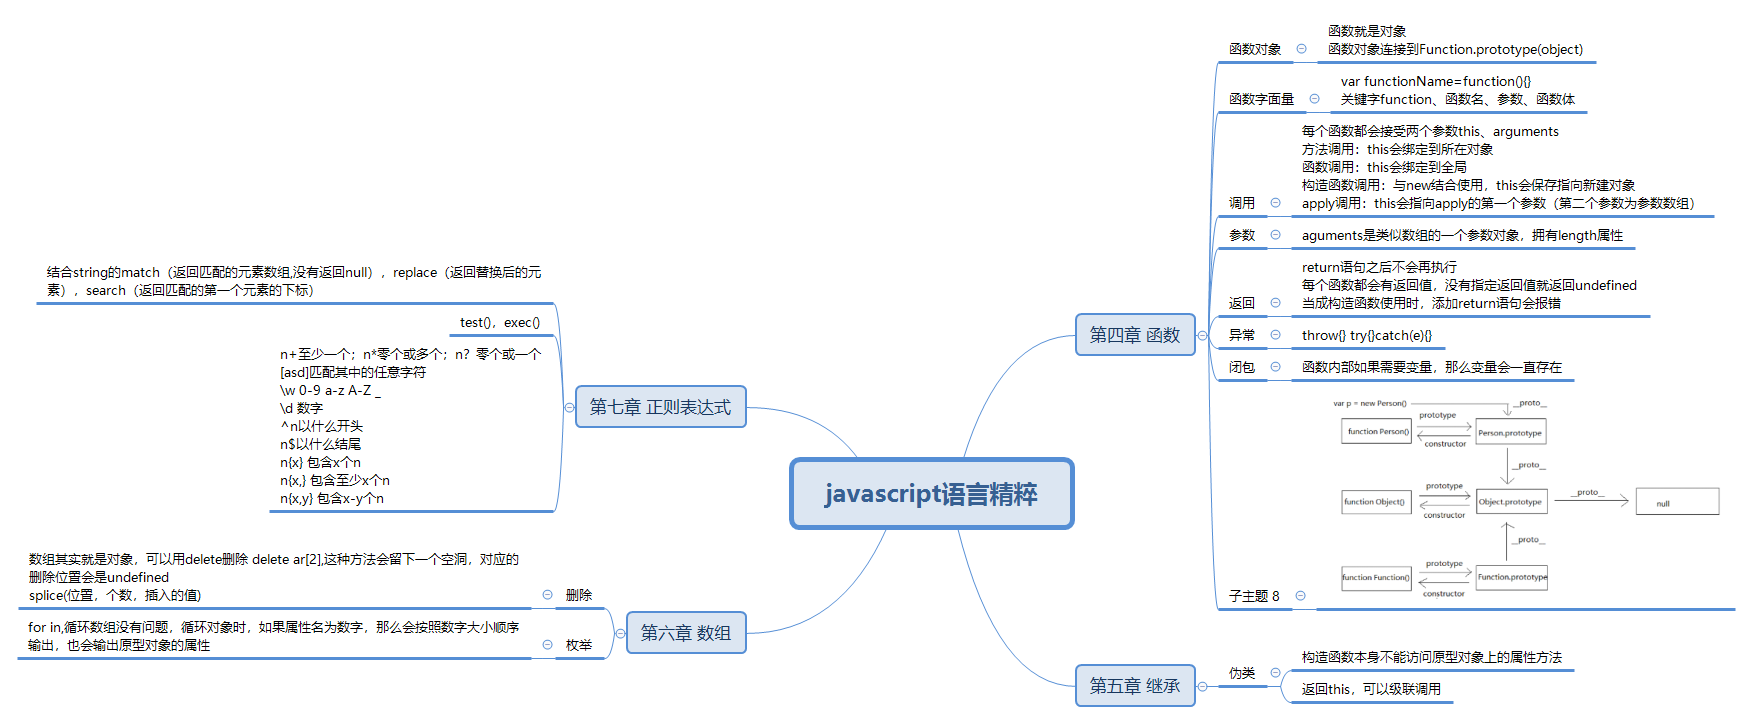 javascript语言精粹
第四章 函数
函数对象
函数就是对象
函数对象连接到Function.prototype(object)
函数字面量
var functionName=function(){}
关键字function、函数名、参数、函数体
调用
每个函数都会接受两个参数this、arguments
方法调用：this会绑定到所在对象
函数调用：this会绑定到全局
构造函数调用：与new结合使用，this会保存指向新建对象
apply调用：this会指向apply的第一个参数（第二个参数为参数数组）
参数
aguments是类似数组的一个参数对象，拥有length属性
返回
return语句之后不会再执行
每个函数都会有返回值，没有指定返回值就返回undefined
当成构造函数使用时，添加return语句会报错
异常
throw{} try{}catch(e){}
闭包
函数内部如果需要变量，那么变量会一直存在
子主题 8
var p = new Person()
__proto__
function Person()
prototype
constructor
Person.prototype
__proto__
function Object()
prototype
constructor
Object.prototype
__proto__
null
__proto__
function Function()
prototype
constructor
Function.prototype
第五章 继承
伪类
构造函数本身不能访问原型对象上的属性方法
返回this，可以级联调用
第六章 数组
删除
数组其实就是对象，可以用delete删除 delete ar[2],这种方法会留下一个空洞，对应的
删除位置会是undefined
splice(位置，个数，插入的值)
枚举
for in,循环数组没有问题，循环对象时，如果属性名为数字，那么会按照数字大小顺序
输出，也会输出原型对象的属性
第七章 正则表达式
结合string的match（返回匹配的元素数组,没有返回null），replace（返回替换后的元
素），search（返回匹配的第一个元素的下标）
test()，exec()
n+至少一个；n*零个或多个；n？零个或一个
[asd]匹配其中的任意字符
\w 0-9 a-z A-Z _
\d 数字
^n以什么开头
n$以什么结尾
n{x} 包含x个n
n{x,} 包含至少x个n
n{x,y} 包含x-y个n